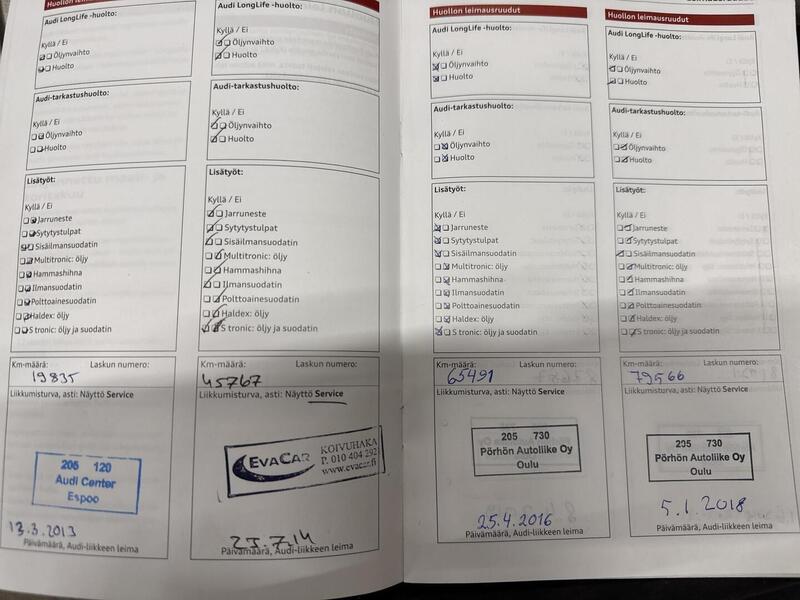 Huollon leimausruudut
Audi LongLife -huolto:
Kyllä / Ei
Öljynvaihto
Huolto
Audi-tarkastushuolto:
Kyllä / Ei
Öljynvaihto
Huolto
Lisätyöt:
Kyllä / Ei
Jarruneste
Sytytystulpat
Sisäilmansuodatin
Multitronic: öljy
Hammashihna
Ilmansuodatin
Polttoainesuodatin
Haldex: öljy
S tronic: öljy ja suodatin
Km-määrä: Laskun numero:
19835
Liikkumisturva, asti: Näyttö Service
205 120
Audi Center
Espoo
13.3.2013
Päivämäärä, Audi-liikkeen leima
Audi LongLife -huolto:
Kyllä / Ei
Öljynvaihto
Huolto
Audi-tarkastushuolto:
Kyllä / Ei
Öljynvaihto
Huolto
Lisätyöt:
Kyllä / Ei
Jarruneste
Sytytystulpat
Sisäilmansuodatin
Multitronic: öljy
Hammashihna
Ilmansuodatin
Polttoainesuodatin
Haldex: öljy
S tronic: öljy ja suodatin
Km-määrä: Laskun numero:
45767
Liikkumisturva, asti: Näyttö Service
EVACAR
KOIVUHAKA
P. 010 404 292
www.evacar.fi
Päivämäärä, Audi-liikkeen leima
Huollon leimausruudut
Audi LongLife -huolto:
Kyllä / Ei
Öljynvaihto
Huolto
Audi-tarkastushuolto:
Kyllä / Ei
Öljynvaihto
Huolto
Lisätyöt:
Kyllä / Ei
Jarruneste
Sytytystulpat
Sisäilmansuodatin
Multitronic: öljy
Hammashihna
Ilmansuodatin
Polttoainesuodatin
Haldex: öljy
S tronic: öljy ja suodatin
Km-määrä: Laskun numero:
65491
Liikkumisturva, asti: Näyttö Service
205 730
Pörhön Autoliike Oy
Oulu
25.4.2016
Päivämäärä, Audi-liikkeen leima
Huollon leimausruudut
Audi LongLife -huolto:
Kyllä / Ei
Öljynvaihto
Huolto
Audi-tarkastushuolto:
Kyllä / Ei
Öljynvaihto
Huolto
Lisätyöt:
Kyllä / Ei
Jarruneste
Sytytystulpat
Sisäilmansuodatin
Multitronic: öljy
Hammashihna
Ilmansuodatin
Polttoainesuodatin
Haldex: öljy
S tronic: öljy ja suodatin
Km-määrä: Laskun numero:
79566
Liikkumisturva, asti: Näyttö Service
205 730
Pörhön Autoliike Oy
Oulu
5.1.2018
Päivämäärä, Audi-liikkeen leima